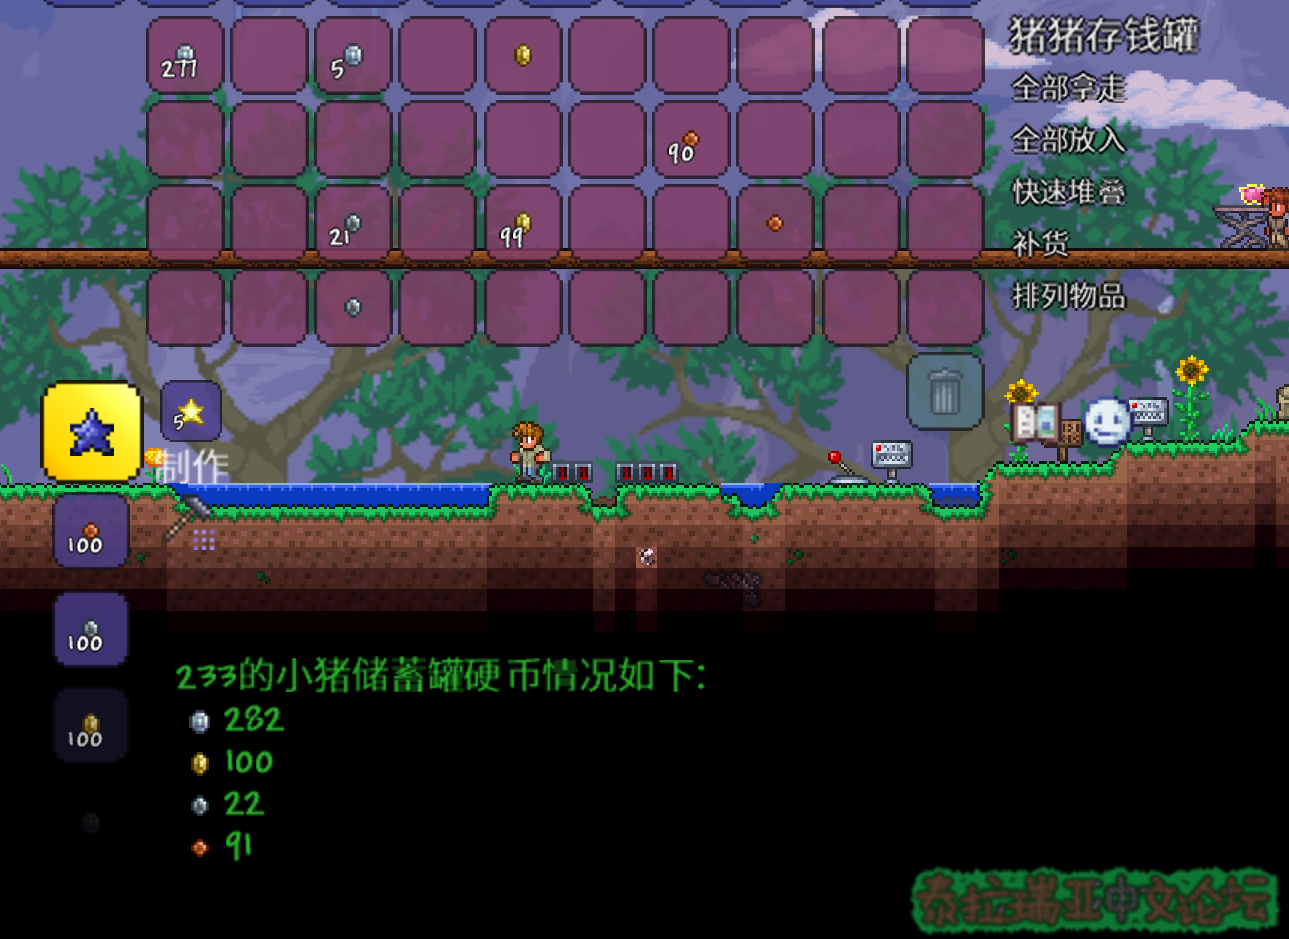 猪猪存钱罐
277 5
全部拿走
全部放入
90
快速堆叠
21 99
补货
排列物品
5
制作
100
100
100
233的小猪储蓄罐硬币情况如下:
282
100
22
91
泰拉瑞亚中文论坛